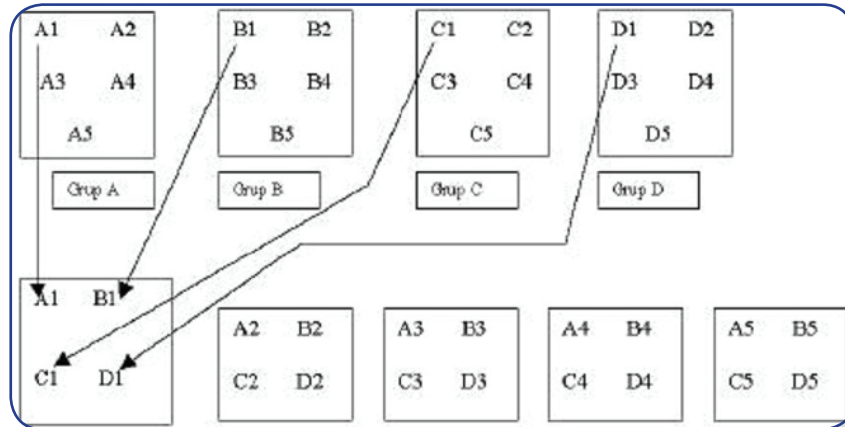 A1 A2 B1 B2 C1 C2 D1 D2
A3 A4 B3 B4 C3 C4 D3 D4
A5 B5 C5 D5
Grup A Grup B Grup C Grup D
A1 B1
A2 B2 A3 B3 A4 B4 A5 B5
C1 D1 C2 D2 C3 D3 C4 D4 C5 D5